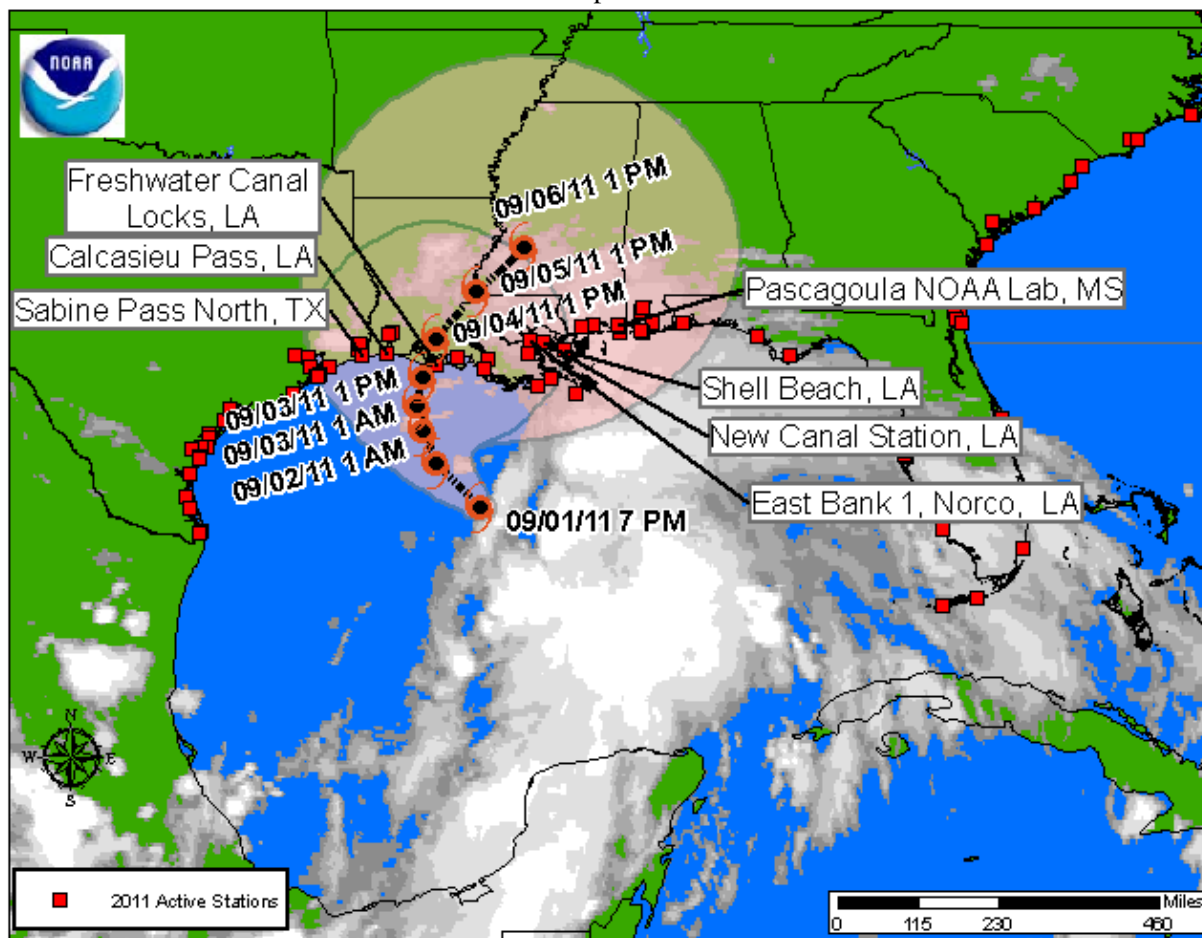 NOAA
Freshwater Canal
Locks, LA
Calcasieu Pass, LA
Sabine Pass North, TX
09/06/11 1 PM
09/05/11 1 PM
09/04/11 1 PM
09/03/11 1 PM
09/03/11 1 AM
09/02/11 1 AM
09/01/11 7 PM
Pascagoula NOAA Lab, MS
Shell Beach, LA
New Canal Station, LA
East Bank 1, Norco, LA
N
W E
S
2011 Active Stations
Miles
0 115 230 460